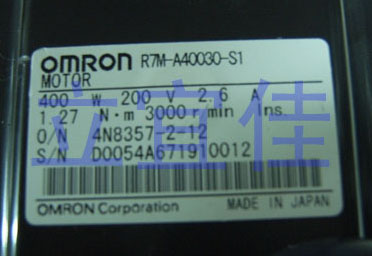 OMRON R7M-A40030-S1
MOTOR
400 W 200 V 2.6 A
1.27 N·m 3000 r/min Ins.
O/N 4N8357-2-12
S/N D0054A671910012
OMRON Corporation MADE IN JAPAN
立宜佳